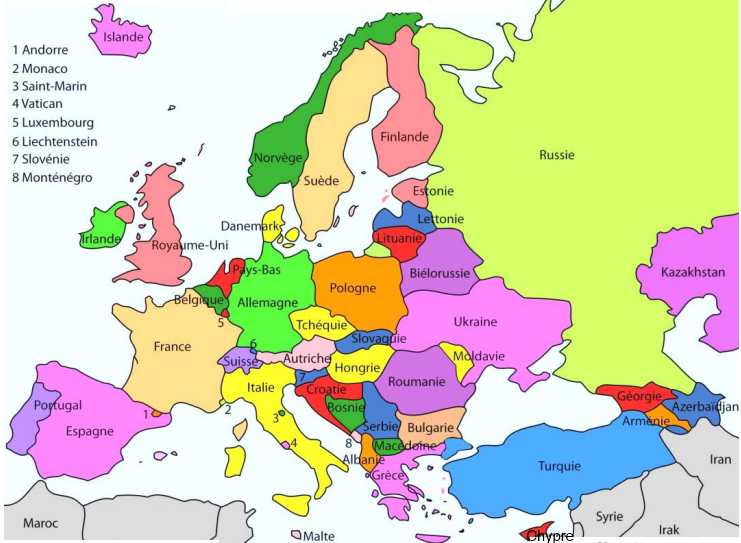 Islande
1 Andorre
2 Monaco
3 Saint-Marin
4 Vatican
5 Luxembourg
6 Liechtenstein
7 Slovénie
8 Monténégro
Norvège
Suède
Finlande
Russie
Estonie
Lettonie
Lituanie
Danemark
Irlande
Royaume-Uni
Pays-Bas
Belgique
Allemagne
Pologne
Biélorussie
Kazakhstan
5
Tchéquie
Ukraine
France
6
Slovaquie
Suisse
Autriche
Hongrie
Moldavie
7
Italie
Croatie
Roumanie
Portugal
Espagne
1
2
3
4
Bosnie
Serbie
Bulgarie
8
Macédoine
Albanie
Grèce
Géorgie
Azerbaïdjan
Arménie
Turquie
Iran
Maroc
Malte
Syrie
Irak
Chypre